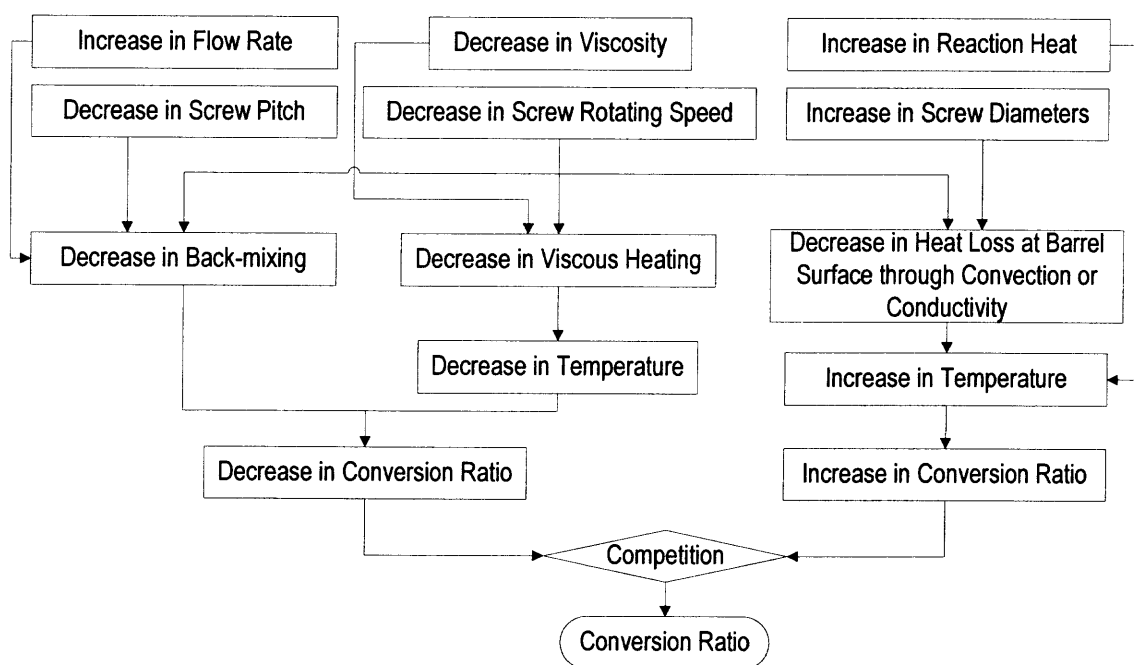 Increase in Flow Rate
Decrease in Viscosity
Increase in Reaction Heat
Decrease in Screw Pitch
Decrease in Screw Rotating Speed
Increase in Screw Diameters
Decrease in Back-mixing
Decrease in Viscous Heating
Decrease in Heat Loss at Barrel
Surface through Convection or
Conductivity
Decrease in Temperature
Increase in Temperature
Decrease in Conversion Ratio
Increase in Conversion Ratio
Competition
Conversion Ratio